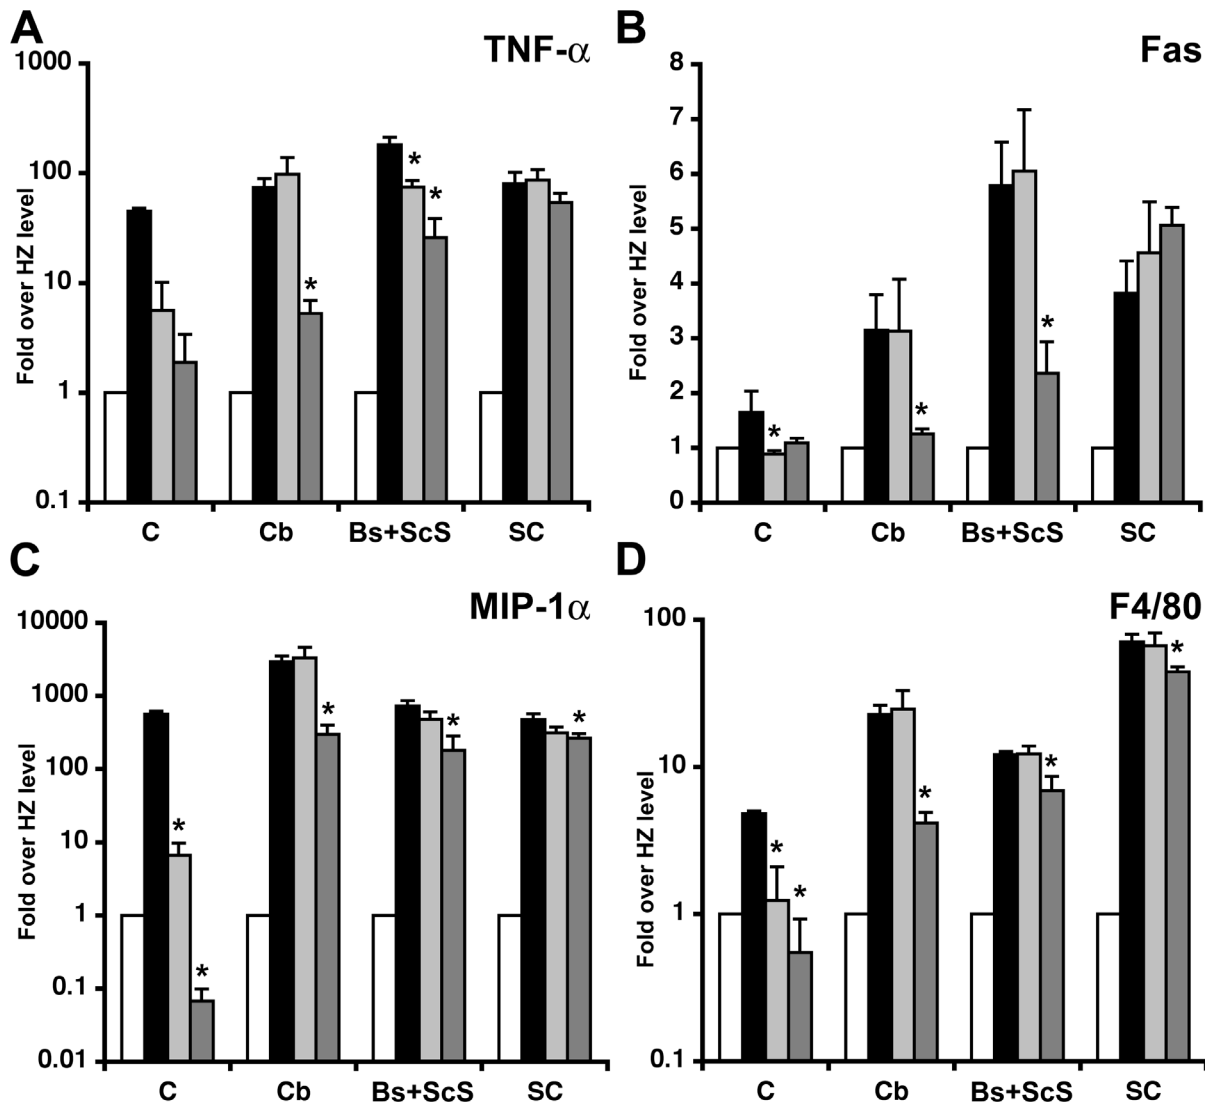 A
TNF-α
Fold over HZ level
1000
100
10
1
0.1
* * *
C Cb Bs+ScS SC
B
Fas
Fold over HZ level
8
7
6
5
4
3
2
1
0
* * *
C Cb Bs+ScS SC
C
MIP-1α
Fold over HZ level
10000
1000
100
10
1
0.1
0.01
* * * * *
C Cb Bs+ScS SC
D
F4/80
Fold over HZ level
100
10
1
0.1
* * * * *
C Cb Bs+ScS SC